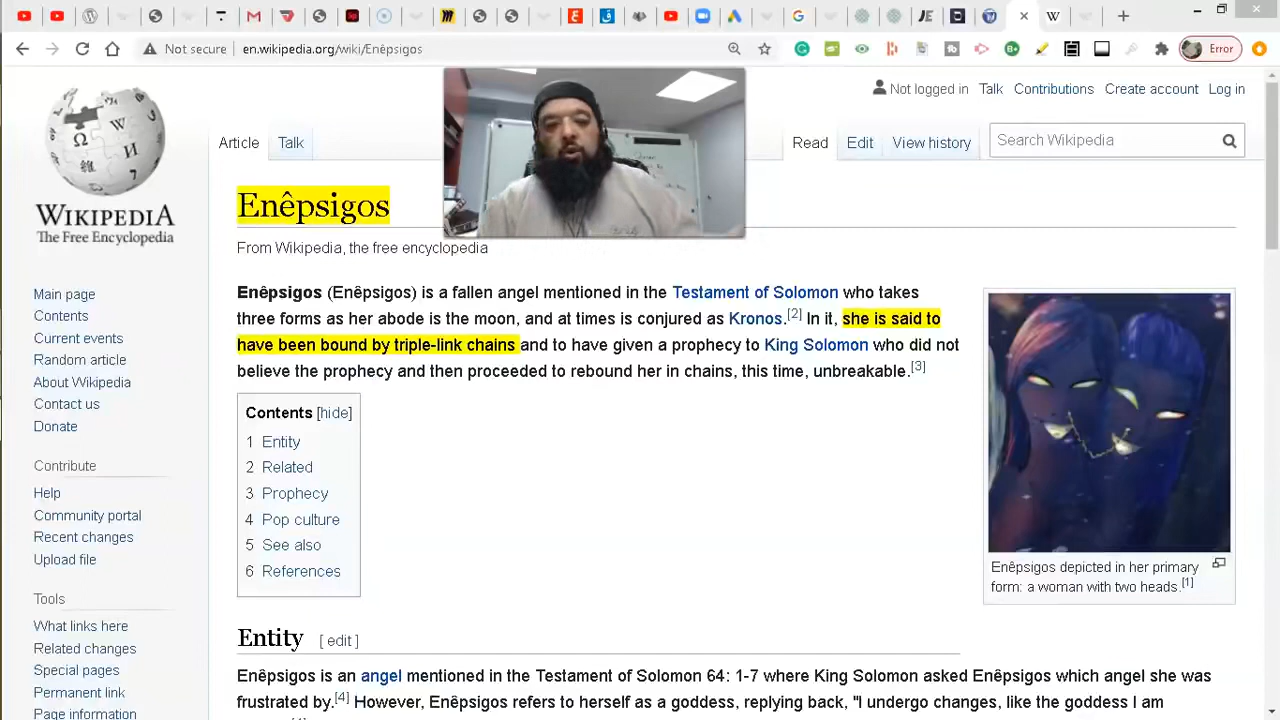 Error
Not secure
en.wikipedia.org/wiki/Enêpsigos
Not logged in Talk Contributions Create account Log in
Article Talk
Read Edit View history
Search Wikipedia
WIKIPEDIA
The Free Encyclopedia
Main page
Contents
Current events
Random article
About Wikipedia
Contact us
Donate
Contribute
Help
Community portal
Recent changes
Upload file
Tools
What links here
Related changes
Special pages
Permanent link
Page information
Enêpsigos
From Wikipedia, the free encyclopedia
Enêpsigos (Enêpsigos) is a fallen angel mentioned in the Testament of Solomon who takes
three forms as her abode is the moon, and at times is conjured as Kronos.[2] In it, she is said to
have been bound by triple-link chains and to have given a prophecy to King Solomon who did not
believe the prophecy and then proceeded to rebound her in chains, this time, unbreakable.[3]
Contents [hide]
1 Entity
2 Related
3 Prophecy
4 Pop culture
5 See also
6 References
Enêpsigos depicted in her primary
form: a woman with two heads.[1]
Entity [ edit ]
Enêpsigos is an angel mentioned in the Testament of Solomon 64: 1-7 where King Solomon asked Enêpsigos which angel she was
frustrated by.[4] However, Enêpsigos refers to herself as a goddess, replying back, "I undergo changes, like the goddess I am